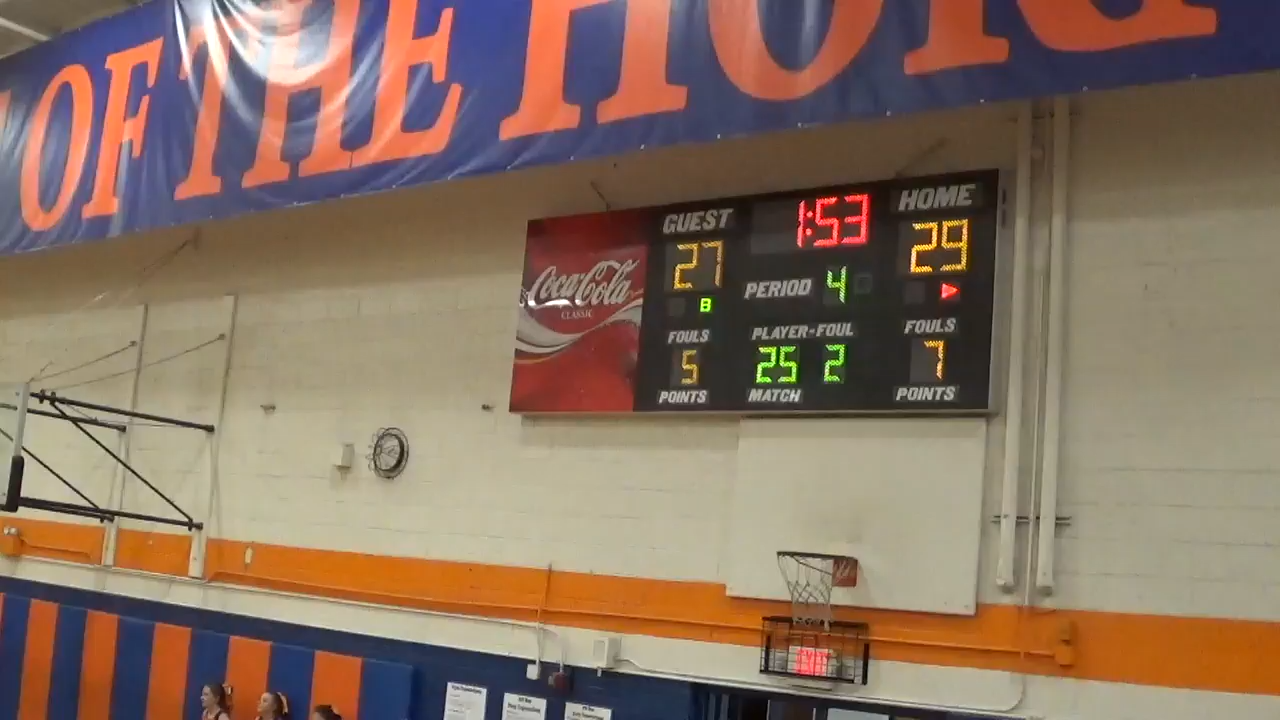 OF THE HOR
GUEST 1:53 HOME
27 29
PERIOD 4
B
Coca-Cola
CLASSIC
FOULS PLAYER-FOUL FOULS
5 25 2 7
POINTS MATCH POINTS
EXIT